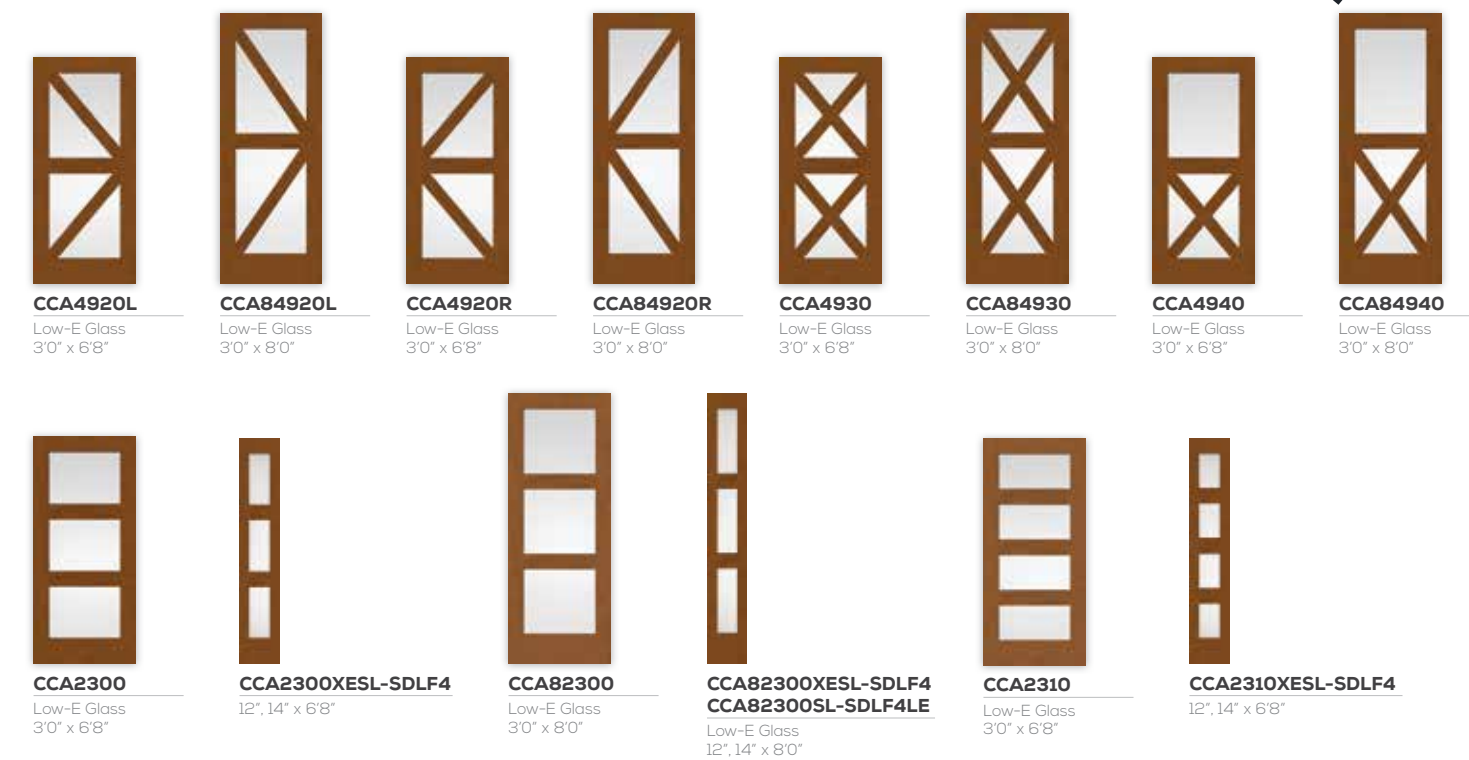 CCA4920L
Low-E Glass
3'0" x 6'8"
CCA84920L
Low-E Glass
3'0" x 8'0"
CCA4920R
Low-E Glass
3'0" x 6'8"
CCA84920R
Low-E Glass
3'0" x 8'0"
CCA4930
Low-E Glass
3'0" x 6'8"
CCA84930
Low-E Glass
3'0" x 8'0"
CCA4940
Low-E Glass
3'0" x 6'8"
CCA84940
Low-E Glass
3'0" x 8'0"
CCA2300
Low-E Glass
3'0" x 6'8"
CCA2300XESL-SDLF4
12", 14" x 6'8"
CCA82300
Low-E Glass
3'0" x 8'0"
CCA82300XESL-SDLF4
CCA82300SL-SDLF4LE
Low-E Glass
12", 14" x 8'0"
CCA2310
Low-E Glass
3'0" x 6'8"
CCA2310XESL-SDLF4
12", 14" x 6'8"